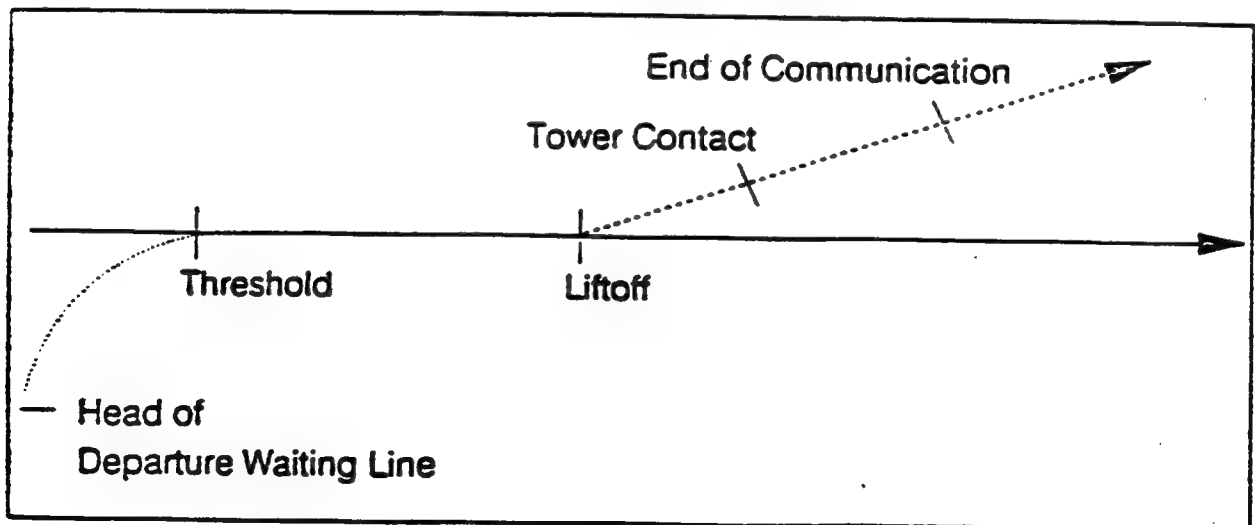 End of Communication
Tower Contact
Threshold
Liftoff
Head of
Departure Waiting Line